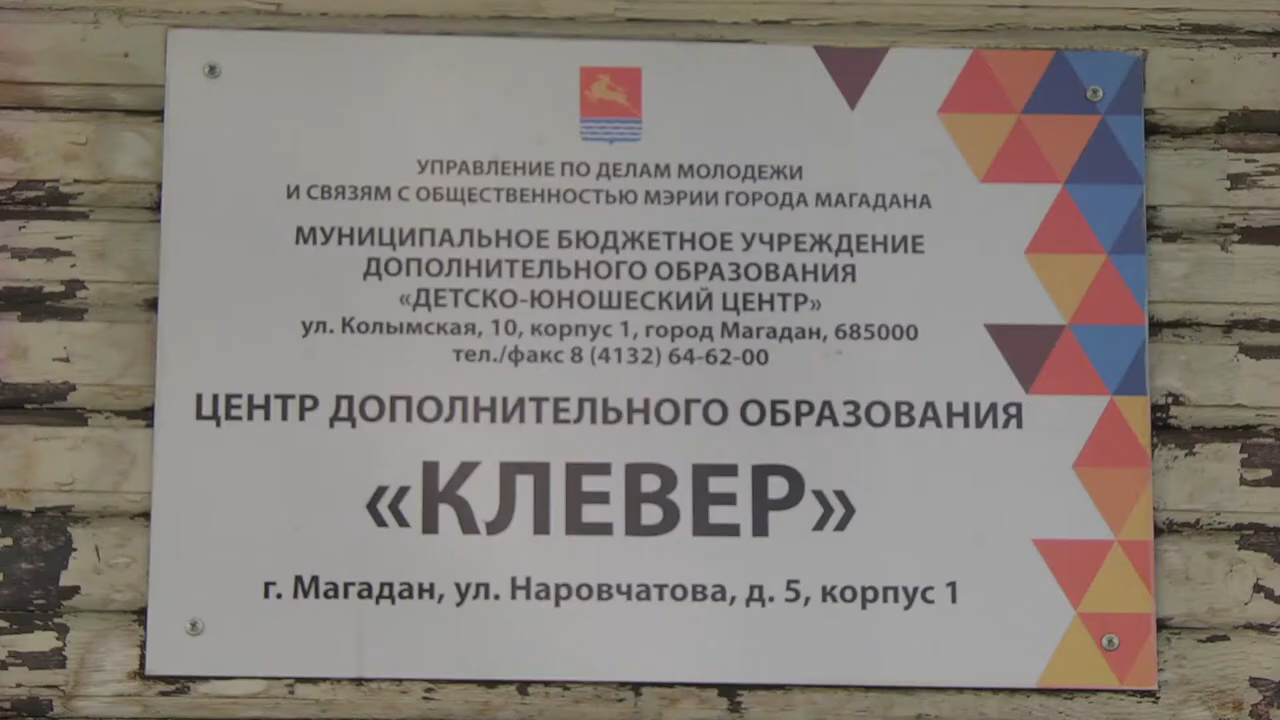 УПРАВЛЕНИЕ ПО ДЕЛАМ МОЛОДЕЖИ
И СВЯЗЯМ С ОБЩЕСТВЕННОСТЬЮ МЭРИИ ГОРОДА МАГАДАНА
МУНИЦИПАЛЬНОЕ БЮДЖЕТНОЕ УЧРЕЖДЕНИЕ
ДОПОЛНИТЕЛЬНОГО ОБРАЗОВАНИЯ
«ДЕТСКО-ЮНОШЕСКИЙ ЦЕНТР»
ул. Колымская, 10, корпус 1, город Магадан, 685000
тел./факс 8 (4132) 64-62-00
ЦЕНТР ДОПОЛНИТЕЛЬНОГО ОБРАЗОВАНИЯ
«КЛЕВЕР»
г. Магадан, ул. Наровчатова, д. 5, корпус 1